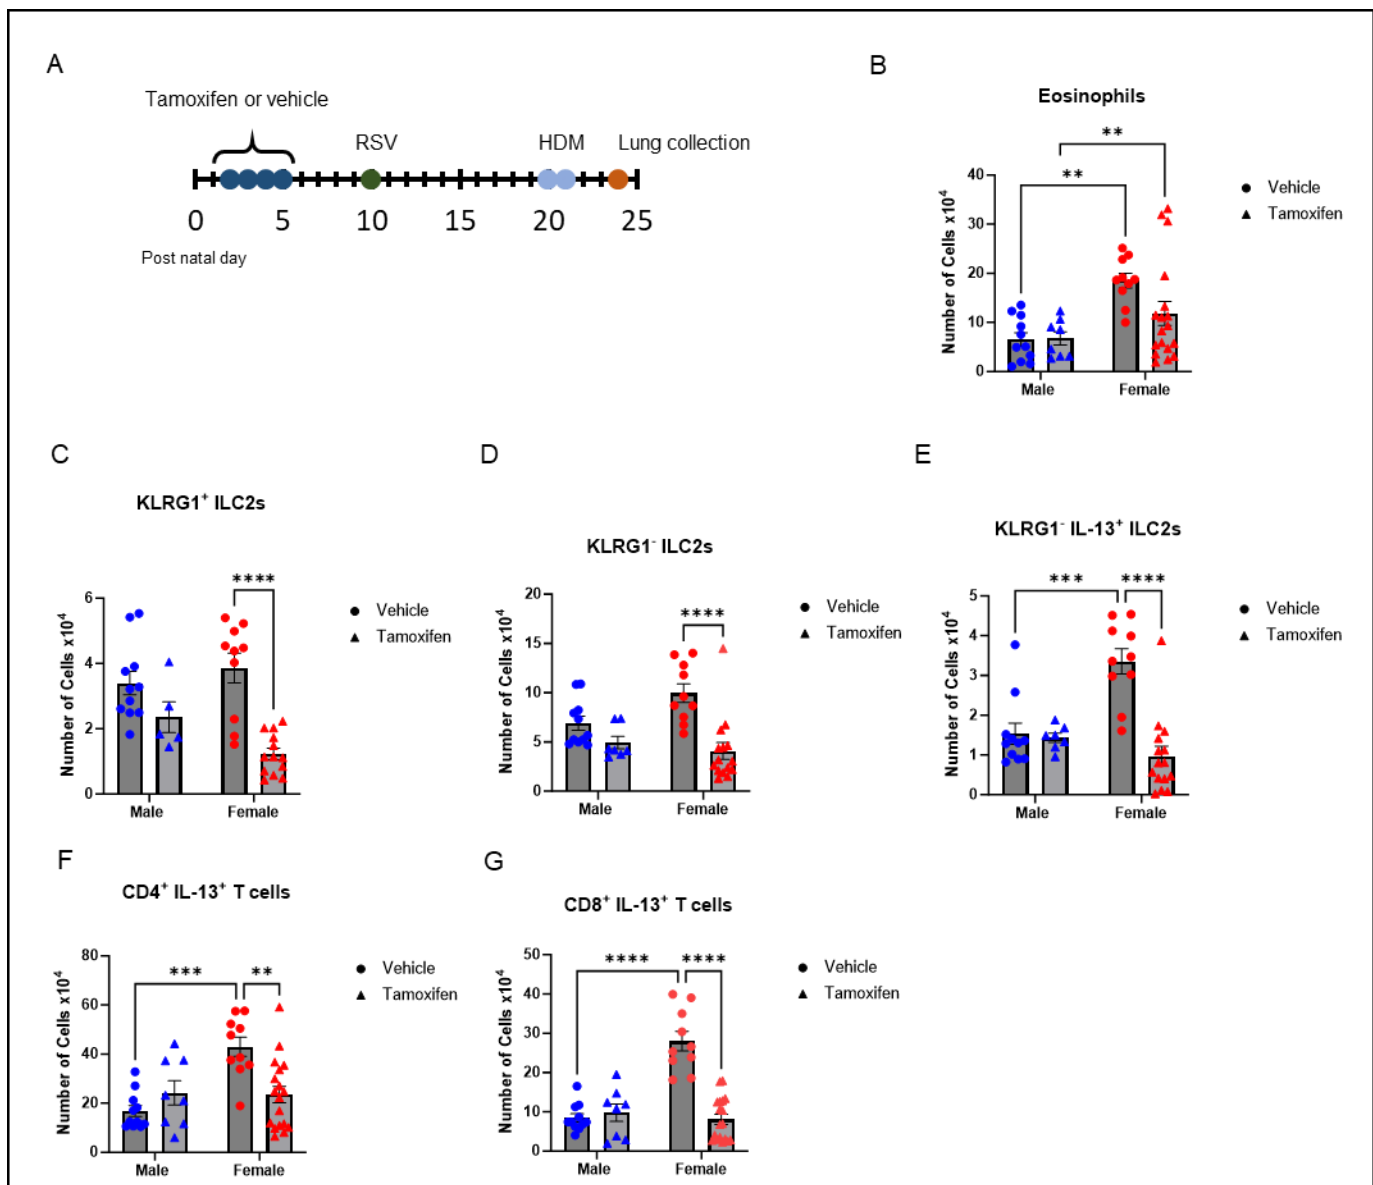 A
Tamoxifen or vehicle
RSV
HDM
Lung collection
0 5 10 15 20 25
Post natal day
B
Eosinophils
**
**
Number of Cells x10⁴
40
30
20
10
0
Male
Female
Vehicle
Tamoxifen
C
KLRG1⁺ ILC2s
****
Number of Cells x10⁴
6
4
2
0
Male
Female
Vehicle
Tamoxifen
D
KLRG1⁻ ILC2s
****
Number of Cells x10⁴
20
15
10
5
0
Male
Female
Vehicle
Tamoxifen
E
KLRG1⁻ IL-13⁺ ILC2s
*** ****
Number of Cells x10⁴
5
4
3
2
1
0
Male
Female
Vehicle
Tamoxifen
F
CD4⁺ IL-13⁺ T cells
*** **
Number of Cells x10⁴
80
60
40
20
0
Male
Female
Vehicle
Tamoxifen
G
CD8⁺ IL-13⁺ T cells
**** ****
Number of Cells x10⁴
50
40
30
20
10
0
Male
Female
Vehicle
Tamoxifen